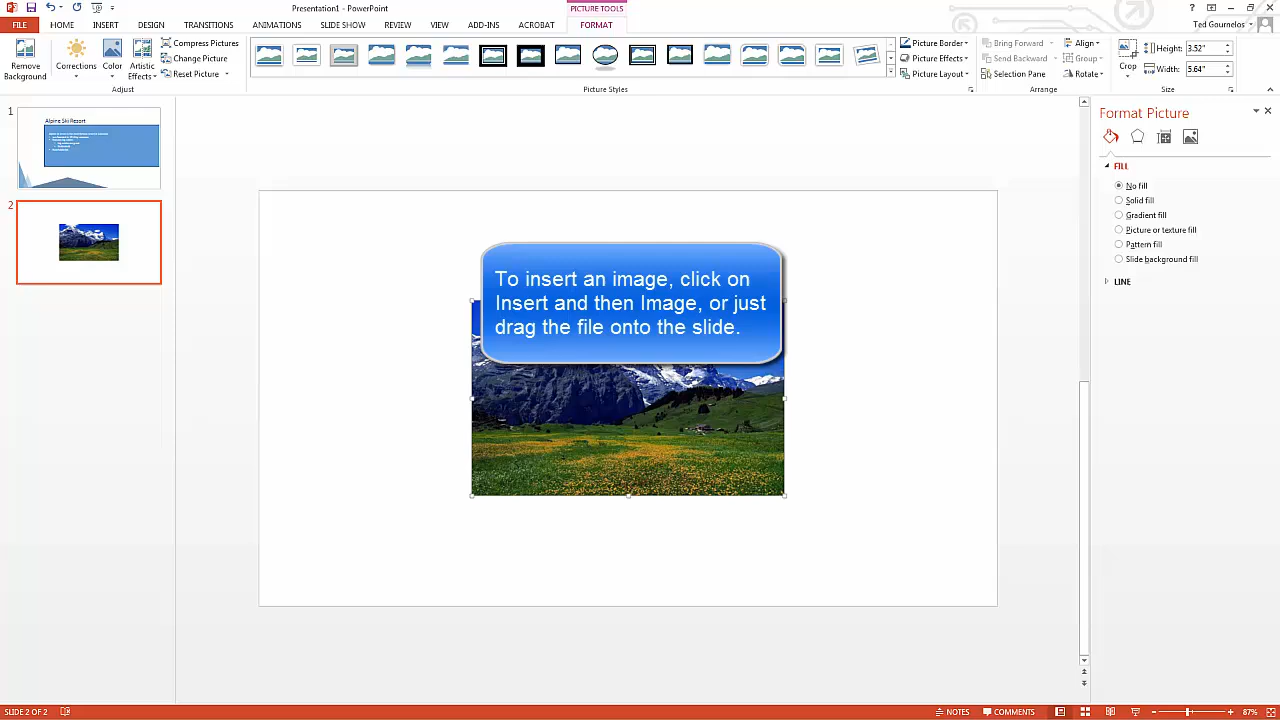 Presentation1 - PowerPoint
PICTURE TOOLS
FILE HOME INSERT DESIGN TRANSITIONS ANIMATIONS SLIDE SHOW REVIEW VIEW ADD-INS ACROBAT FORMAT
Ted Gournelos
Remove Background
Corrections
Color
Artistic Effects
Compress Pictures
Change Picture
Reset Picture
Adjust
Picture Styles
Picture Border
Picture Effects
Picture Layout
Bring Forward
Send Backward
Selection Pane
Align
Group
Rotate
Arrange
Crop
Height: 3.52"
Width: 5.64"
Size
1
Alpine Ski Resort
2
To insert an image, click on
Insert and then Image, or just
drag the file onto the slide.
Format Picture
FILL
No fill
Solid fill
Gradient fill
Picture or texture fill
Pattern fill
Slide background fill
LINE
SLIDE 2 OF 2
NOTES
COMMENTS
87%